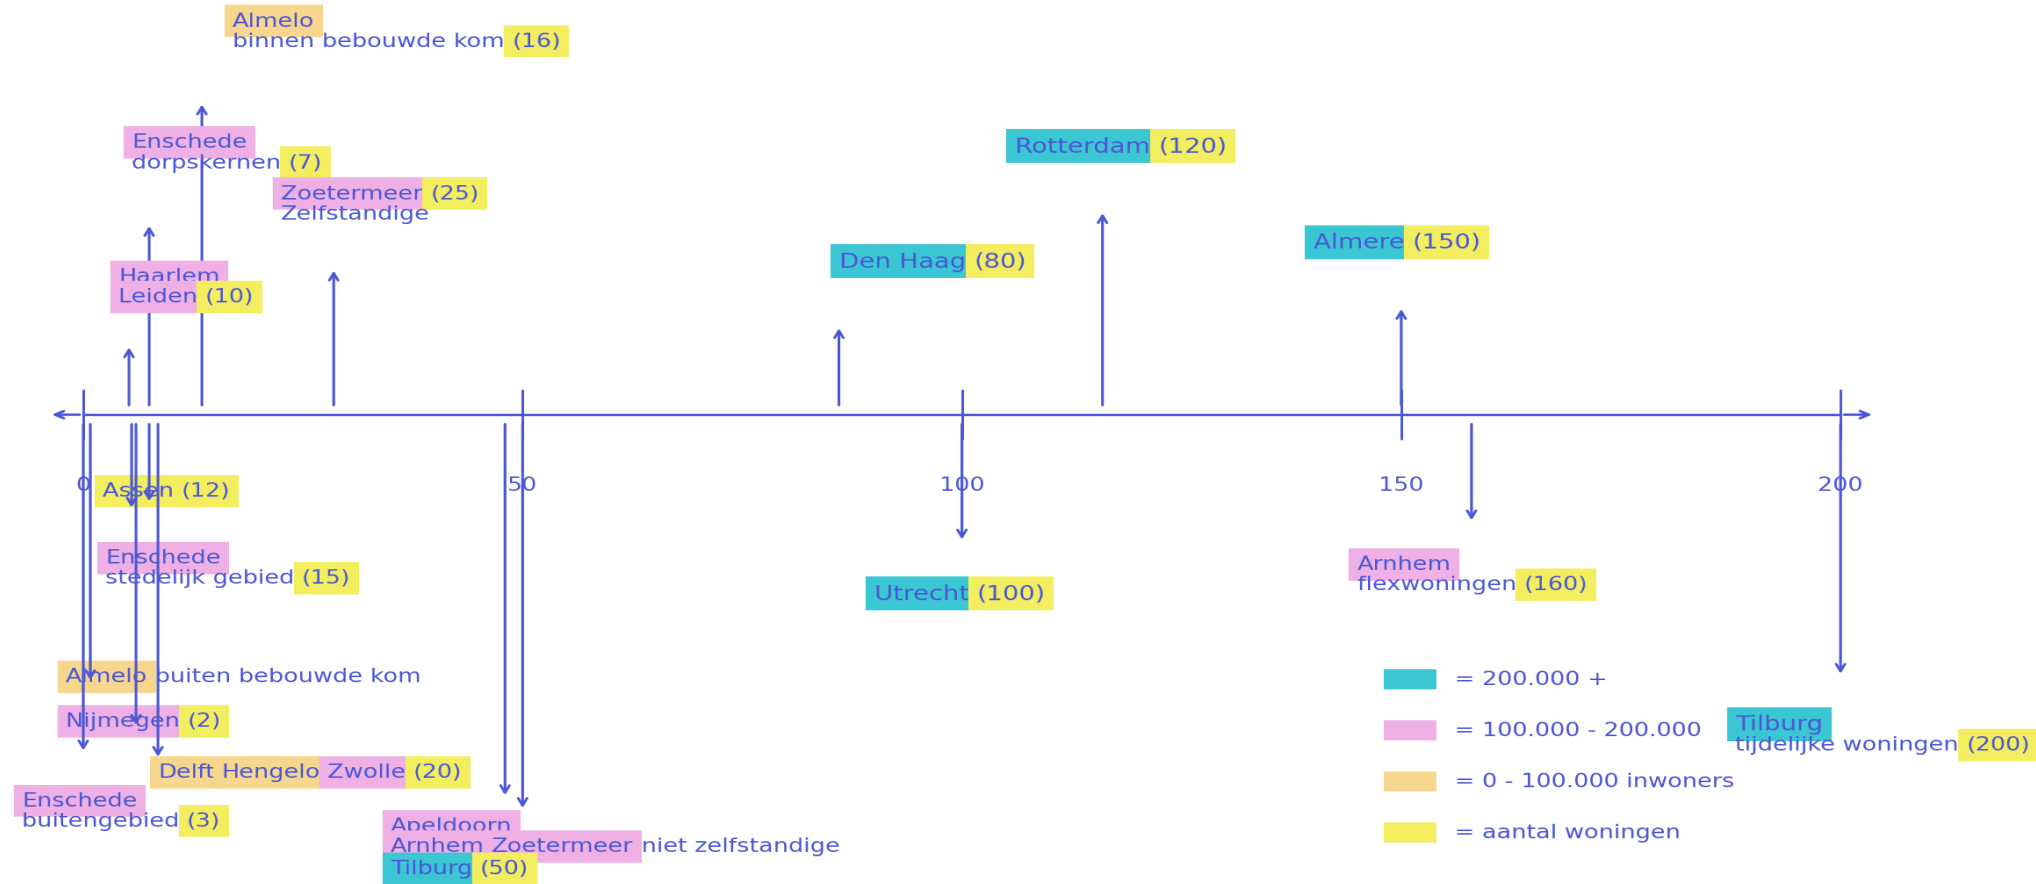 Almelo
binnen bebouwde kom (16)
Enschede
dorpskernen (7)
Rotterdam (120)
Zoetermeer (25)
Zelfstandige
Almere (150)
Den Haag (80)
Haarlem
Leiden (10)
0
50
100
150
200
Assen (12)
Enschede
stedelijk gebied (15)
Arnhem
flexwoningen (160)
Utrecht (100)
Almelo buiten bebouwde kom
Nijmegen (2)
Delft Hengelo Zwolle (20)
Enschede
buitengebied (3)
Apeldoorn
Arnhem Zoetermeer niet zelfstandige
Tilburg (50)
Tilburg
tijdelijke woningen (200)
= 200.000 +
= 100.000 - 200.000
= 0 - 100.000 inwoners
= aantal woningen